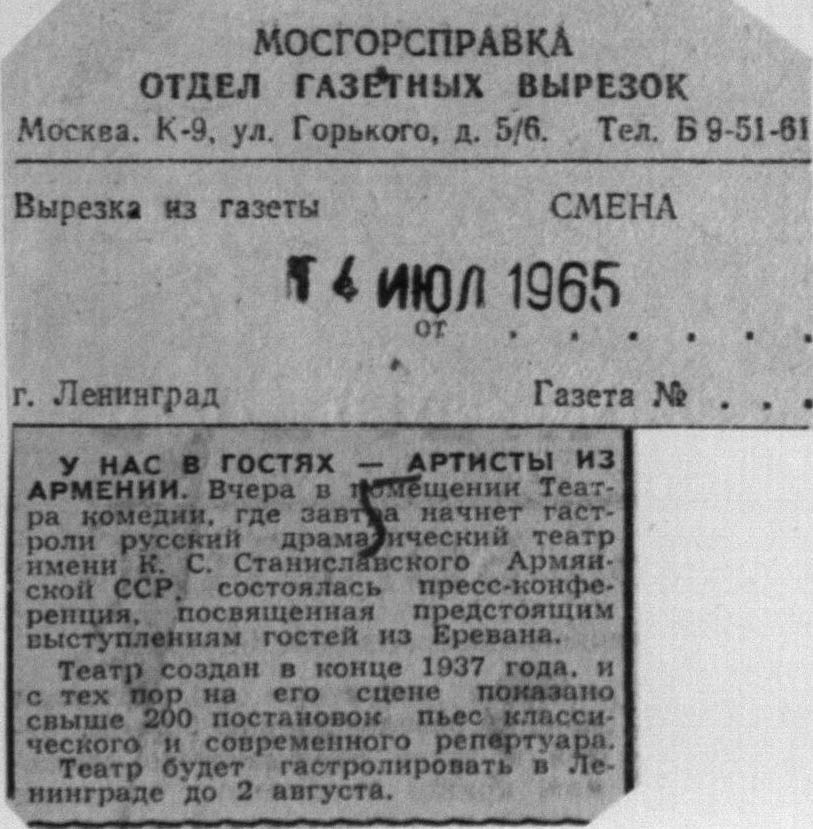 МОСГОРСПРАВКА
ОТДЕЛ ГАЗЕТНЫХ ВЫРЕЗОК
Москва. К-9, ул. Горького, д. 5/6. Тел. Б 9-51-61
Вырезка из газеты СМЕНА
14 ИЮЛ 1965
от . . . . . .
г. Ленинград Газета № . . .
У НАС В ГОСТЯХ — АРТИСТЫ ИЗ
АРМЕНИИ. Вчера в помещении Теат-
ра комедии, где завтра начнет гаст-
роли русский драматический театр
имени К. С. Станиславского Армян-
ской ССР, состоялась пресс-конфе-
ренция, посвященная предстоящим
выступлениям гостей из Еревана.
Театр создан в конце 1937 года, и
с тех пор на его сцене показано
свыше 200 постановок пьес класси-
ческого и современного репертуара.
Театр будет гастролировать в Ле-
нинграде до 2 августа.